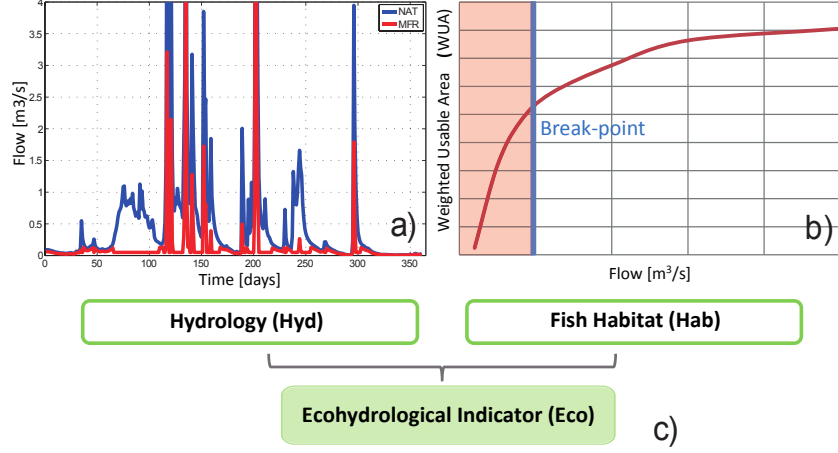 NAT
MFR
4
3.5
3
2.5
2
1.5
1
0.5
0
Flow [m3/s]
a)
0 50 100 150 200 250 300 350
Time [days]
Weighted Usable Area (WUA)
Break-point
b)
Flow [m³/s]
Hydrology (Hyd)
Fish Habitat (Hab)
Ecohydrological Indicator (Eco)
c)